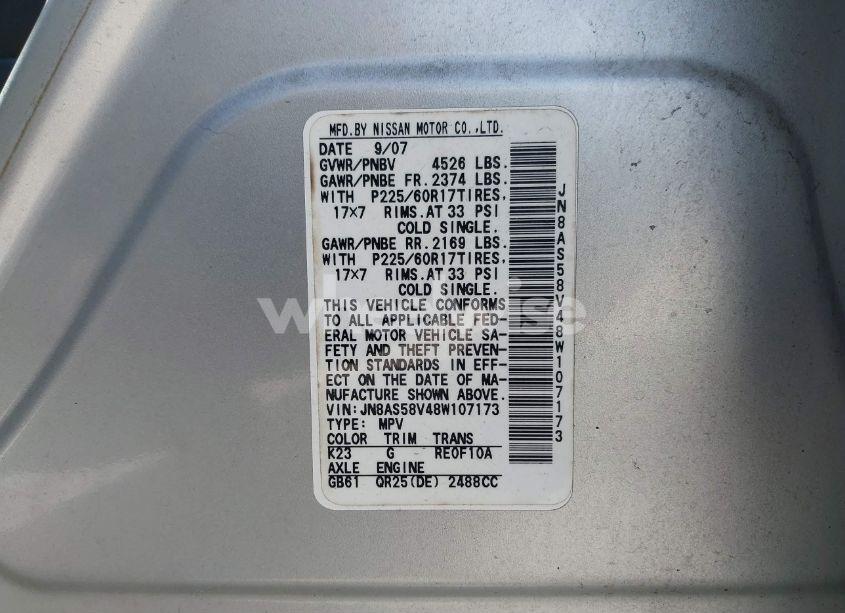 MFD.BY NISSAN MOTOR CO.,LTD.
DATE 9/07
GVWR/PNBV 4526 LBS.
GAWR/PNBE FR.2374 LBS.
WITH P225/60R17TIRES,
17×7 RIMS.AT 33 PSI
COLD SINGLE.
GAWR/PNBE RR.2169 LBS.
WITH P225/60R17TIRES,
17×7 RIMS.AT 33 PSI
COLD SINGLE.
THIS VEHICLE CONFORMS
TO ALL APPLICABLE FED-
ERAL MOTOR VEHICLE SA-
FETY AND THEFT PREVEN-
TION STANDARDS IN EFF-
ECT ON THE DATE OF MA-
NUFACTURE SHOWN ABOVE.
VIN:JN8AS58V48W107173
TYPE: MPV
COLOR TRIM TRANS
K23 G RE0F10A
AXLE ENGINE
GB61 QR25(DE) 2488CC
JN8AS58V48W107173